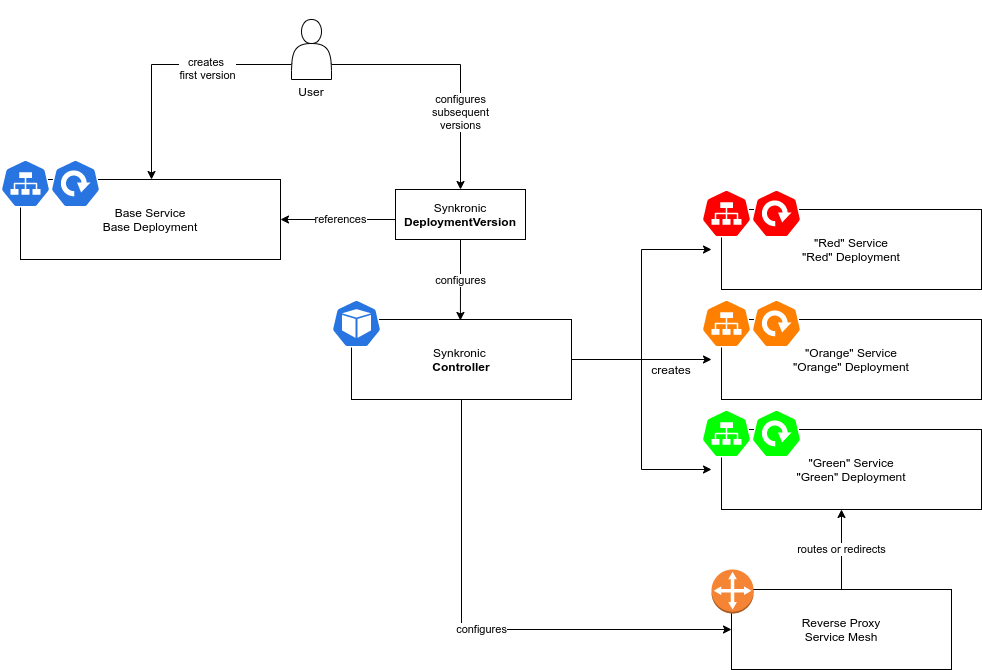 User
creates
first version
configures
subsequent
versions
Base Service
Base Deployment
references
Synkronic
DeploymentVersion
configures
Synkronic
Controller
creates
"Red" Service
"Red" Deployment
"Orange" Service
"Orange" Deployment
"Green" Service
"Green" Deployment
routes or redirects
configures
Reverse Proxy
Service Mesh